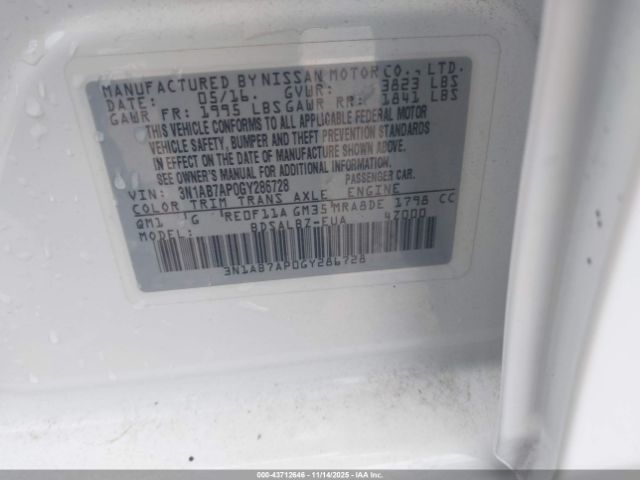 MANUFACTURED BY NISSAN MOTOR CO., LTD.
DATE: 05/16. GVWR: 3823 LBS
GAWR FR: 1995 LBS GAWR RR: 1841 LBS
THIS VEHICLE CONFORMS TO ALL APPLICABLE FEDERAL MOTOR
VEHICLE SAFETY, BUMPER AND THEFT PREVENTION STANDARDS
IN EFFECT ON THE DATE OF MANUFACTURE SHOWN ABOVE.
SEE OWNER'S MANUAL FOR ADDITIONAL INFORMATION.
VIN: 3N1AB7AP0GY286728 PASSENGER CAR.
COLOR TRIM TRANS AXLE ENGINE
QM1 G RE0F11A GM35 MRA8DE 1798 CC
MODEL: BDSALBZ-EUA 47000
3N1AB7AP0GY286728
000-43712646 - 11/14/2025 - IAAI.com